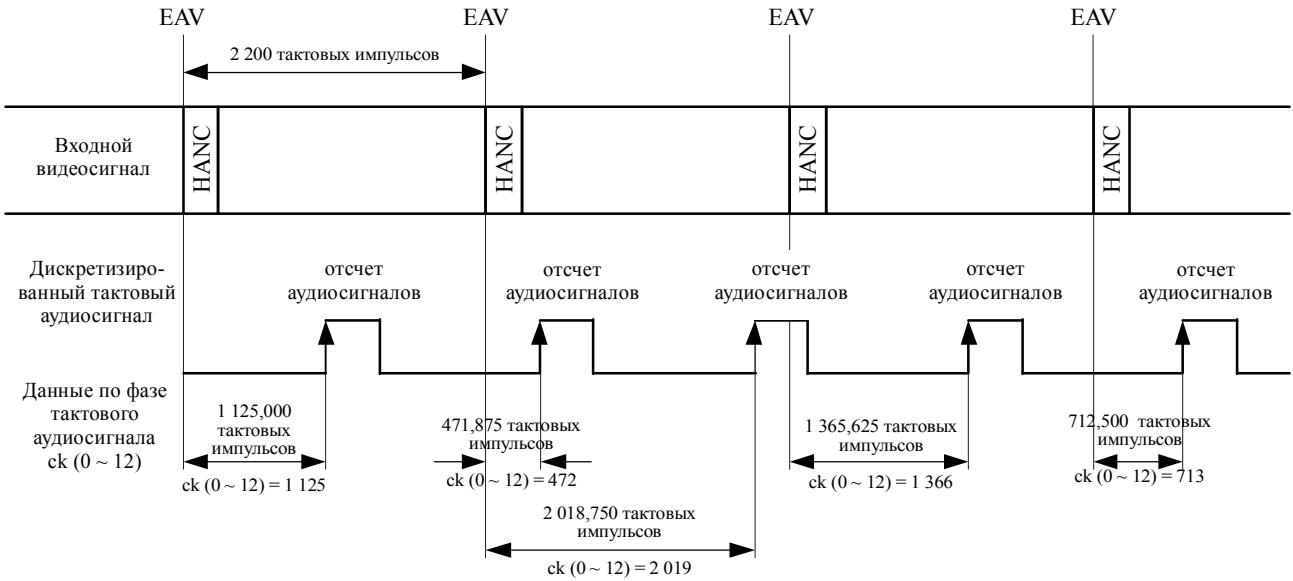 EAV EAV EAV EAV
2 200 тактовых импульсов
Входной
видеосигнал
HANC HANC HANC HANC
Дискретизиро-
ванный тактовый
аудиосигнал
отсчет
аудиосигналов
отсчет
аудиосигналов
отсчет
аудиосигналов
отсчет
аудиосигналов
отсчет
аудиосигналов
Данные по фазе
тактового
аудиосигнала
ck (0 ~ 12)
1 125,000
тактовых
импульсов
ck (0 ~ 12) = 1 125
471,875 тактовых
импульсов
ck (0 ~ 12) = 472
2 018,750 тактовых
импульсов
ck (0 ~ 12) = 2 019
1 365,625 тактовых
импульсов
ck (0 ~ 12) = 1 366
712,500 тактовых
импульсов
ck (0 ~ 12) = 713